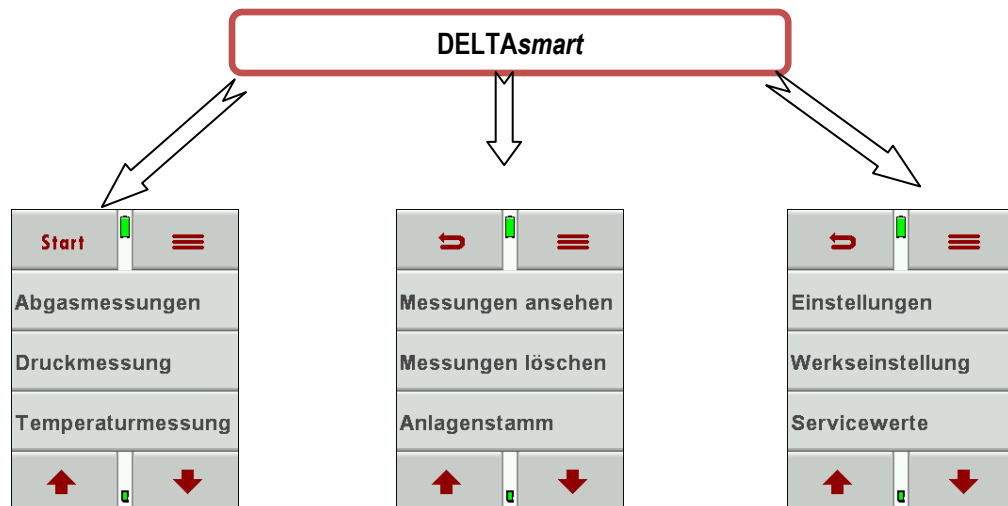 DELTAsmart
Start
Abgasmessungen
Druckmessung
Temperaturmessung
Messungen ansehen
Messungen löschen
Anlagenstamm
Einstellungen
Werkseinstellung
Servicewerte